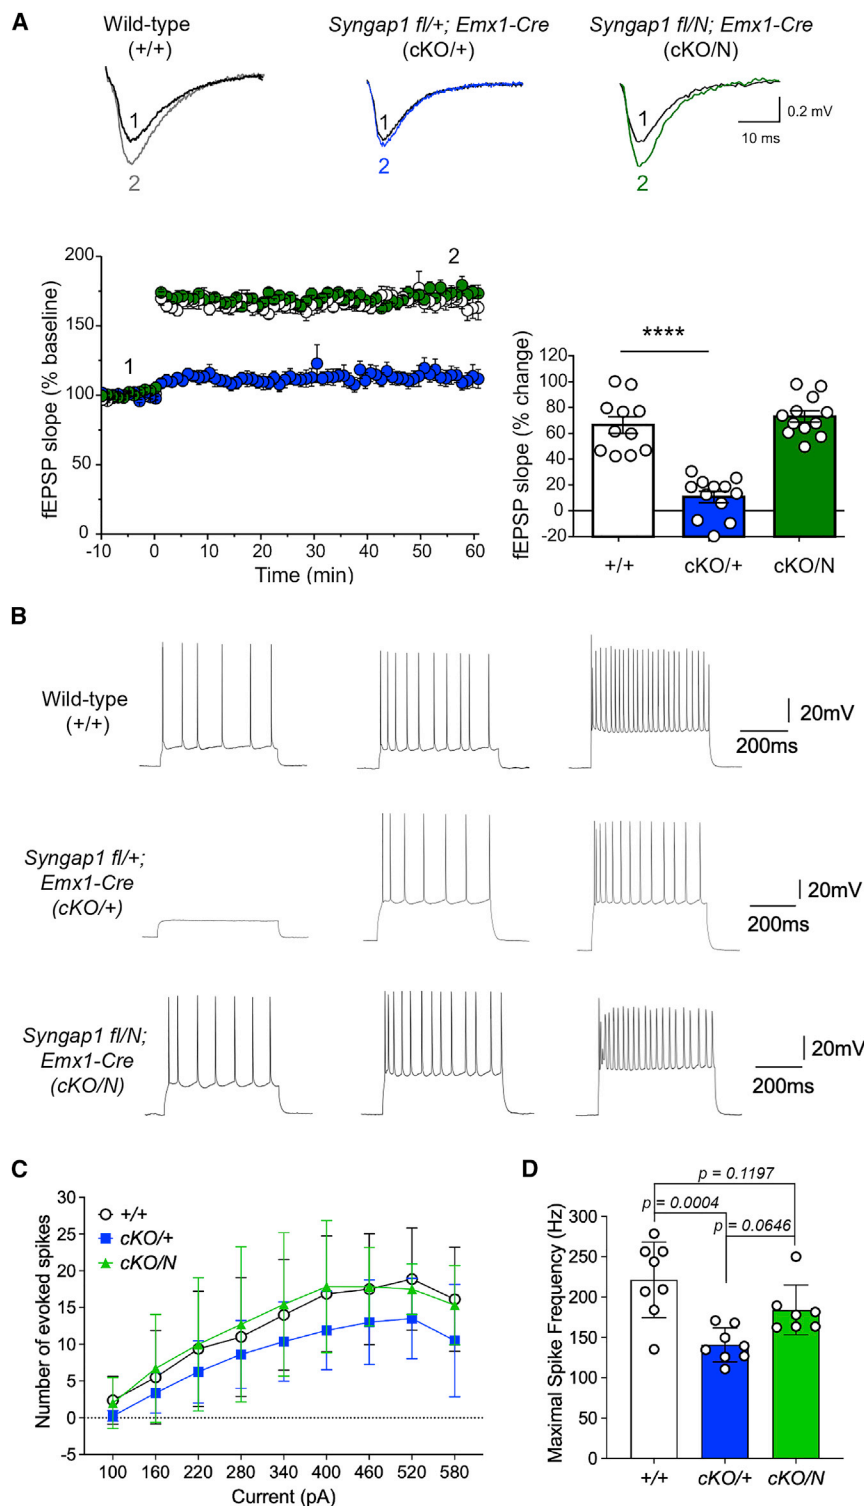 A
Wild-type
(+/+)
Syngap1 fl/+; Emx1-Cre
(cKO/+)
Syngap1 fl/N; Emx1-Cre
(cKO/N)
1
2
1
2
1
2
0.2 mV
10 ms
fEPSP slope (% baseline)
200
150
100
50
0
1
2
-10 0 10 20 30 40 50 60
Time (min)
fEPSP slope (% change)
120
100
80
60
40
20
0
-20
****
+/+ cKO/+ cKO/N
B
Wild-type
(+/+)
20mV
200ms
Syngap1 fl/+;
Emx1-Cre
(cKO/+)
20mV
200ms
Syngap1 fl/N;
Emx1-Cre
(cKO/N)
20mV
200ms
C
Number of evoked spikes
30
25
20
15
10
5
0
-5
+/+
cKO/+
cKO/N
100 160 220 280 340 400 460 520 580
Current (pA)
D
Maximal Spike Frequency (Hz)
300
250
200
150
100
50
0
p = 0.1197
p = 0.0004
p = 0.0646
+/+ cKO/+ cKO/N